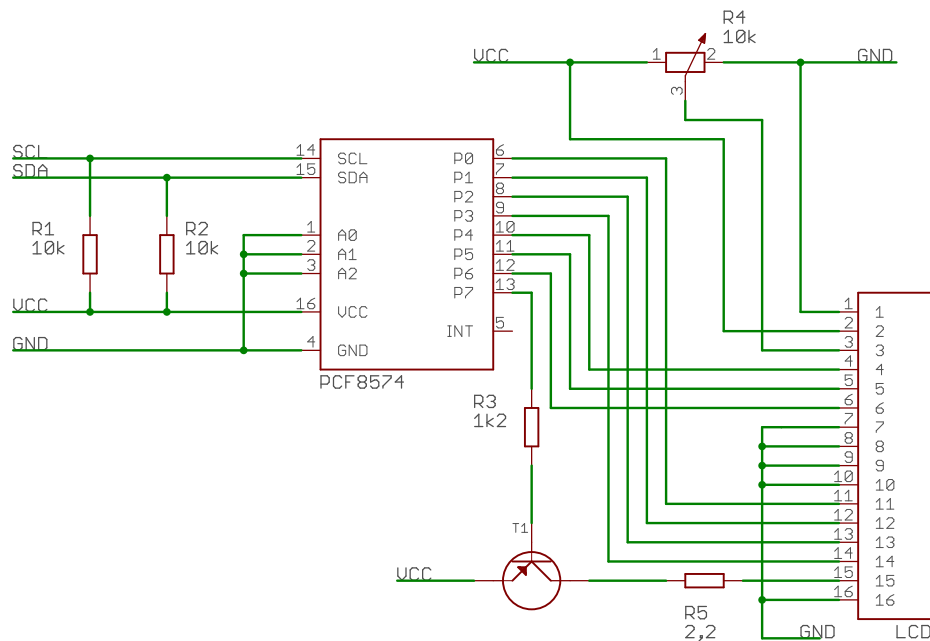 R4
10k
VCC
1
2
GND
3
SCL
14
SCL
P0
6
SDA
15
SDA
P1
7
P2
8
P3
9
R1
10k
R2
10k
1
A0
P4
10
2
A1
P5
11
3
A2
P6
12
P7
13
VCC
16
VCC
INT
5
GND
4
GND
PCF8574
R3
1k2
1
1
2
2
3
3
4
4
5
5
6
6
7
7
8
8
9
9
10
10
11
11
12
12
13
13
14
14
15
15
16
16
T1
VCC
R5
2,2
GND
LCD